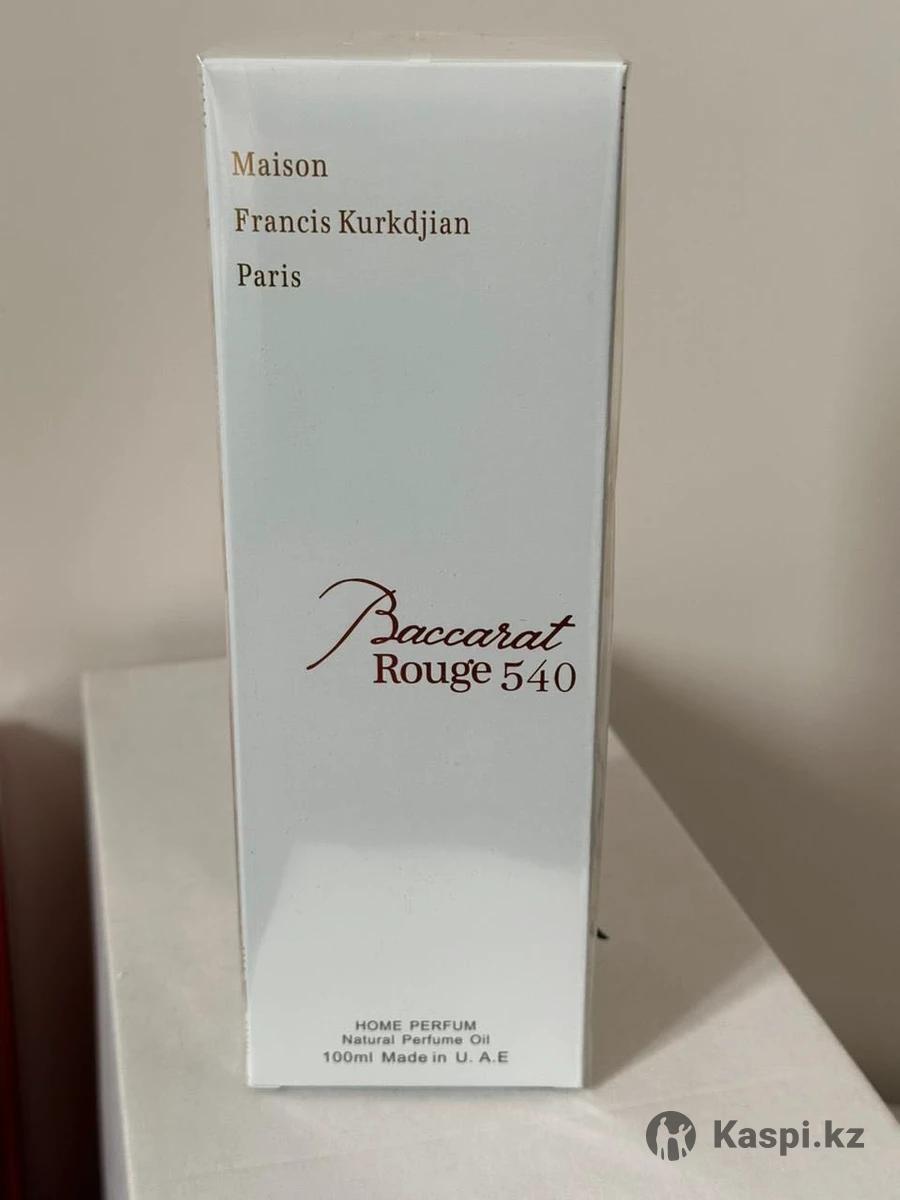 Maison
Francis Kurkdjian
Paris
Baccarat
Rouge 540
HOME PERFUM
Natural Perfume Oil
100ml Made in U. A.E
Kaspi.kz